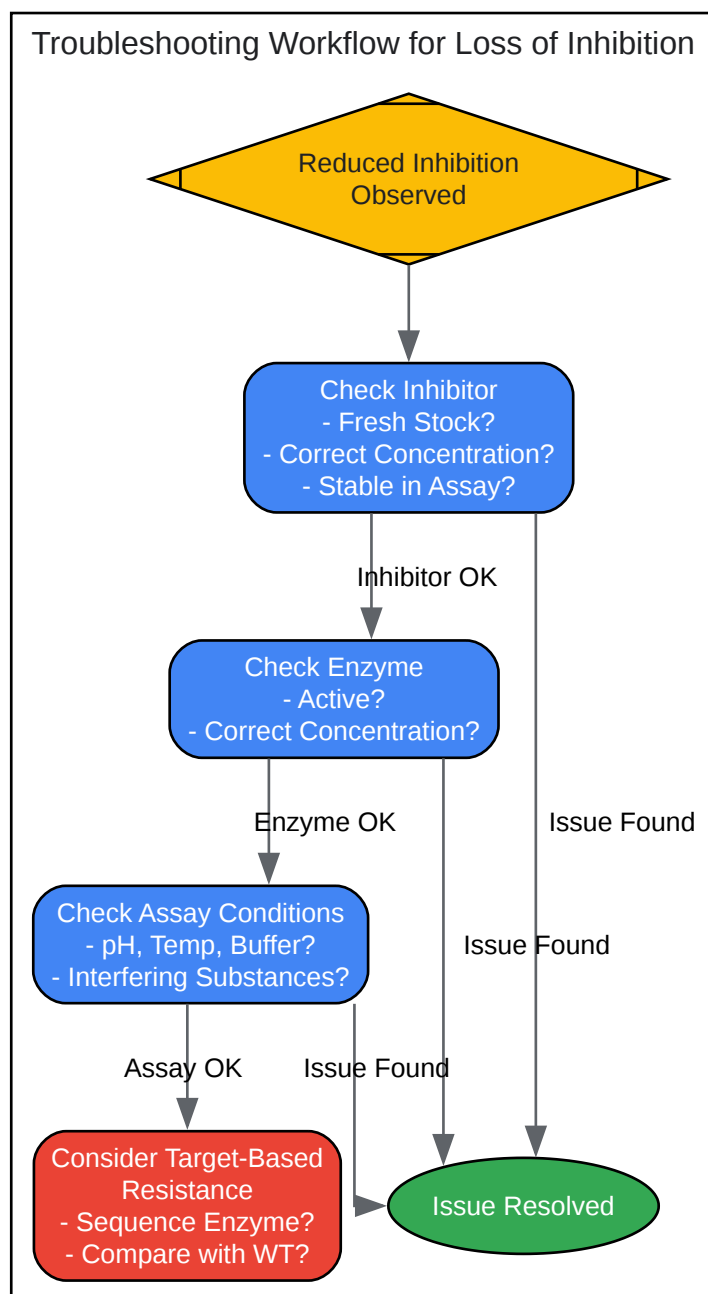 Troubleshooting Workflow for Loss of Inhibition
Reduced Inhibition
Observed
Check Inhibitor
- Fresh Stock?
- Correct Concentration?
- Stable in Assay?
Inhibitor OK
Check Enzyme
- Active?
- Correct Concentration?
Enzyme OK
Issue Found
Check Assay Conditions
- pH, Temp, Buffer?
- Interfering Substances?
Issue Found
Assay OK
Issue Found
Consider Target-Based
Resistance
- Sequence Enzyme?
- Compare with WT?
Issue Resolved